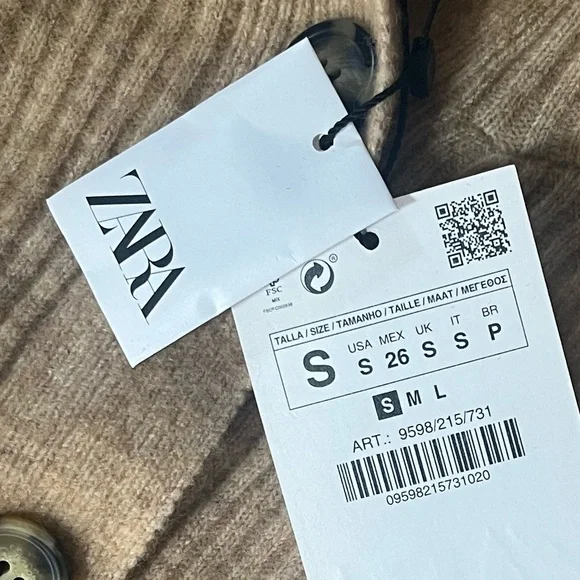 ZARA
®
FSC
MIX
TALLA / SIZE / TAMANHO / TAILLE / MAAT / ΜΕΓΕΘΟΣ
USA MEX UK IT BR
S S 26 S S P
S M L
ART.: 9598/215/731
09598215731020